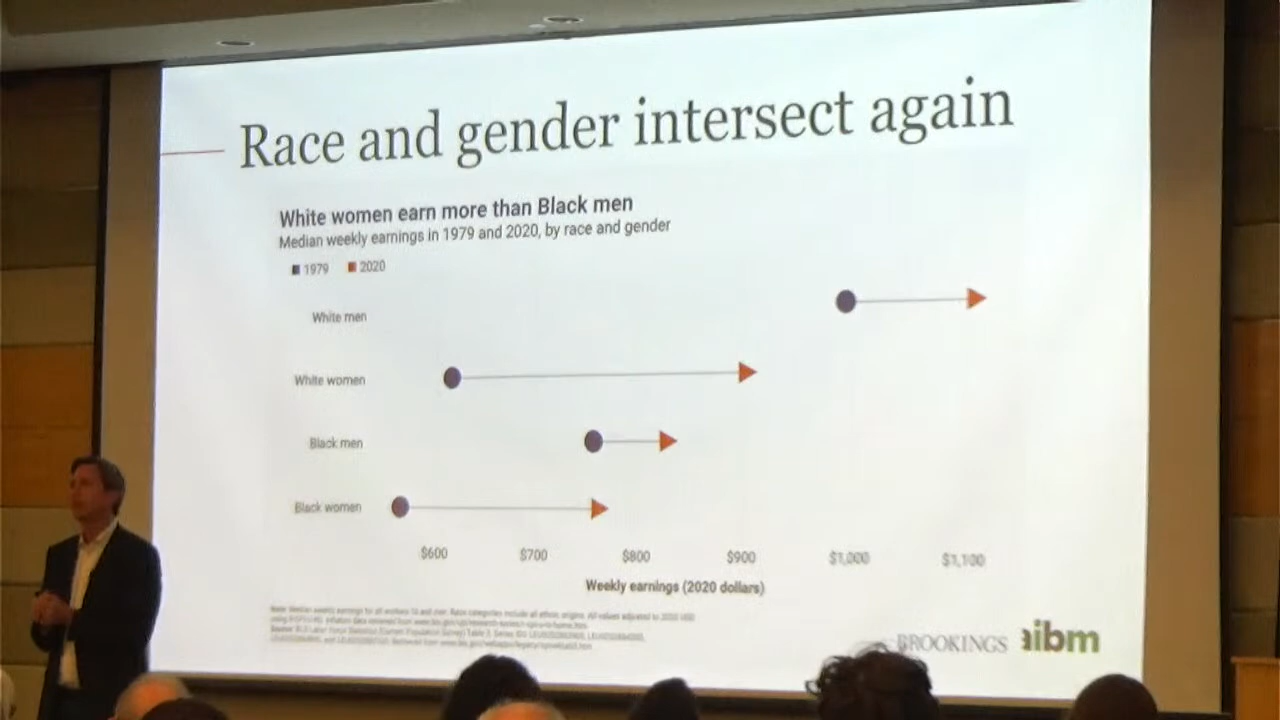 Race and gender intersect again
White women earn more than Black men
Median weekly earnings in 1979 and 2020, by race and gender
1979 2020
White men
White women
Black men
Black women
$600 $700 $800 $900 $1,000 $1,100
Weekly earnings (2020 dollars)
BROOKINGS aibm